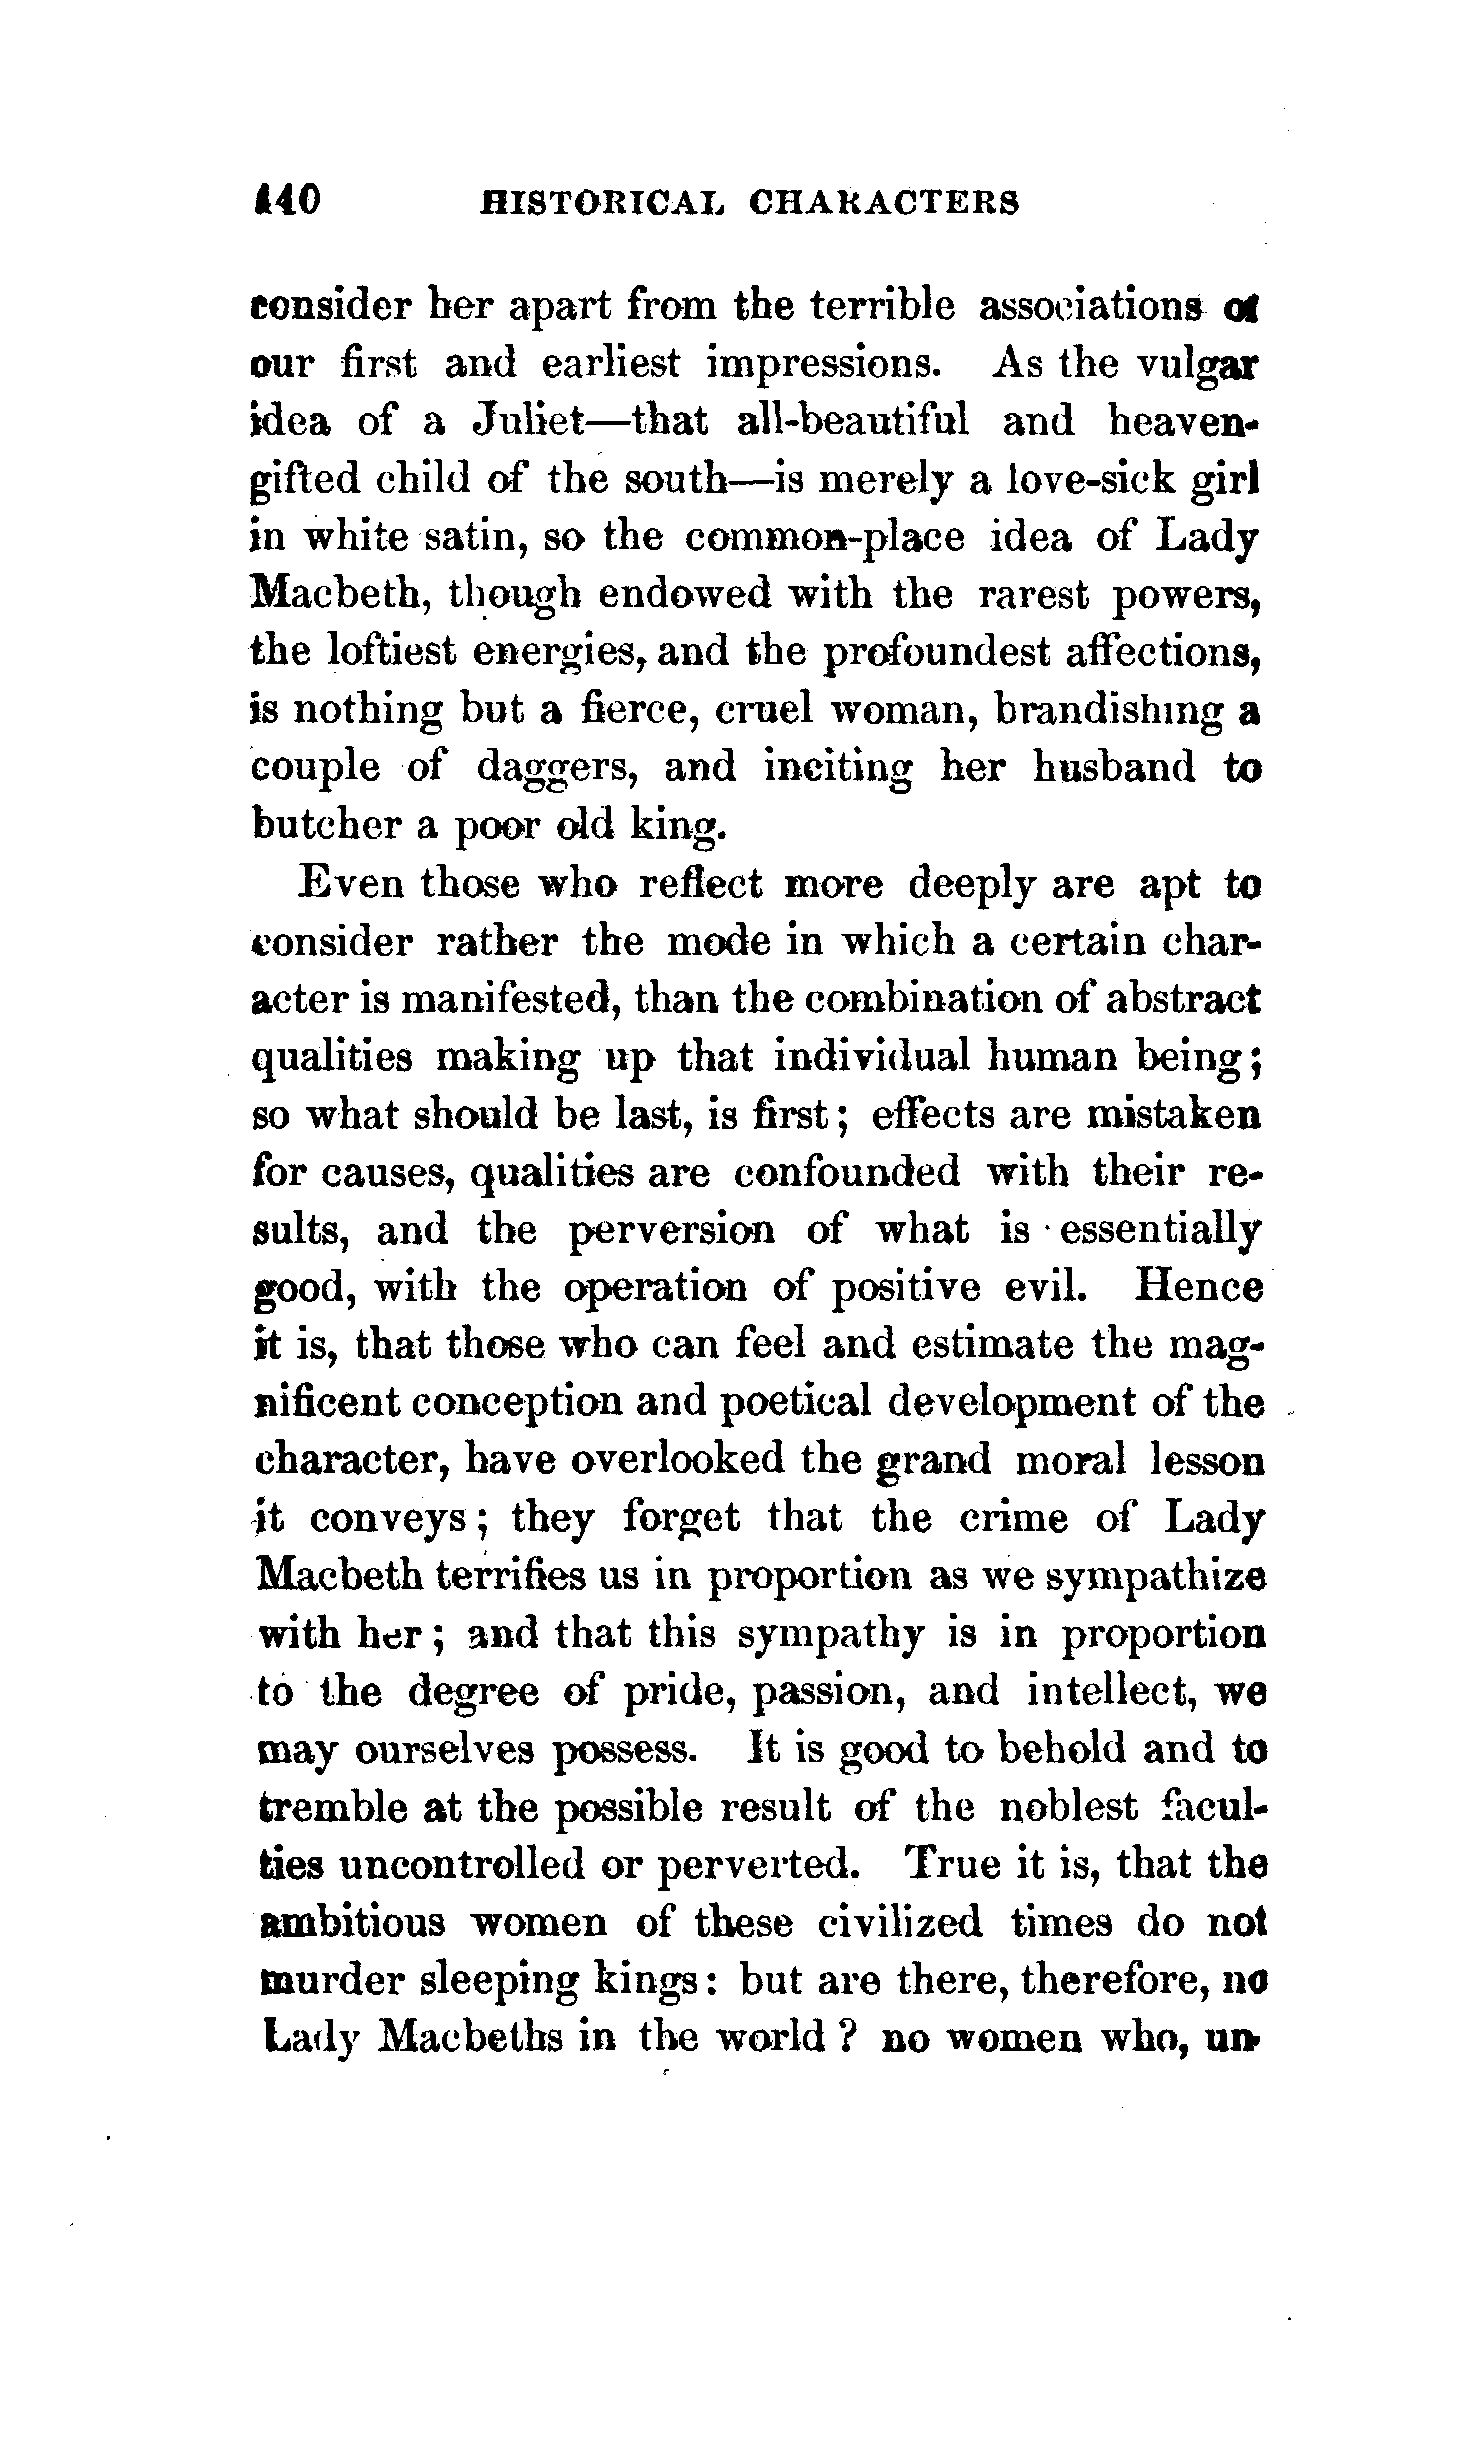 440 HISTORICAL CHARACTERS
consider her apart from the terrible associations of
our first and earliest impressions. As the vulgar
idea of a Juliet—that all-beautiful and heaven-
gifted child of the south—is merely a love-sick girl
in white satin, so the common-place idea of Lady
Macbeth, though endowed with the rarest powers,
the loftiest energies, and the profoundest affections,
is nothing but a fierce, cruel woman, brandishing a
couple of daggers, and inciting her husband to
butcher a poor old king.
Even those who reflect more deeply are apt to
consider rather the mode in which a certain char-
acter is manifested, than the combination of abstract
qualities making up that individual human being;
so what should be last, is first; effects are mistaken
for causes, qualities are confounded with their re-
sults, and the perversion of what is essentially
good, with the operation of positive evil. Hence
it is, that those who can feel and estimate the mag-
nificent conception and poetical development of the
character, have overlooked the grand moral lesson
it conveys; they forget that the crime of Lady
Macbeth terrifies us in proportion as we sympathize
with her; and that this sympathy is in proportion
to the degree of pride, passion, and intellect, we
may ourselves possess. It is good to behold and to
tremble at the possible result of the noblest facul-
ties uncontrolled or perverted. True it is, that the
ambitious women of these civilized times do not
murder sleeping kings: but are there, therefore, no
Lady Macbeths in the world? no women who, un-